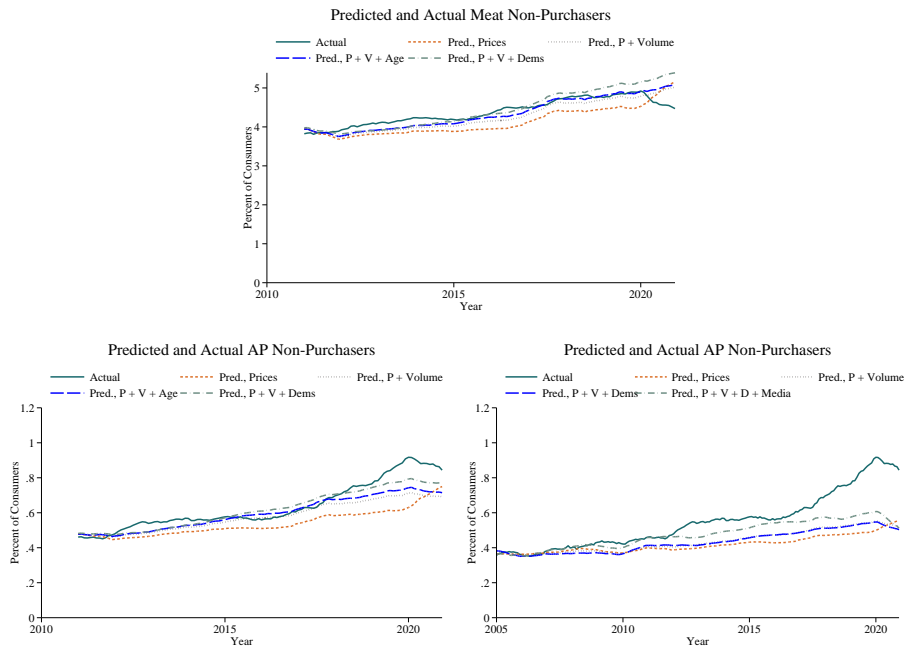 Predicted and Actual Meat Non-Purchasers
Actual Pred., Prices Pred., P + Volume
Pred., P + V + Age Pred., P + V + Dems
5
4
3
2
1
0
Percent of Consumers
2010 2015 2020
Year
Predicted and Actual AP Non-Purchasers
Actual Pred., Prices Pred., P + Volume
Pred., P + V + Age Pred., P + V + Dems
1.2
1
.8
.6
.4
.2
0
Percent of Consumers
2010 2015 2020
Year
Predicted and Actual AP Non-Purchasers
Actual Pred., Prices Pred., P + Volume
Pred., P + V + Dems Pred., P + V + D + Media
1.2
1
.8
.6
.4
.2
0
Percent of Consumers
2005 2010 2015 2020
Year